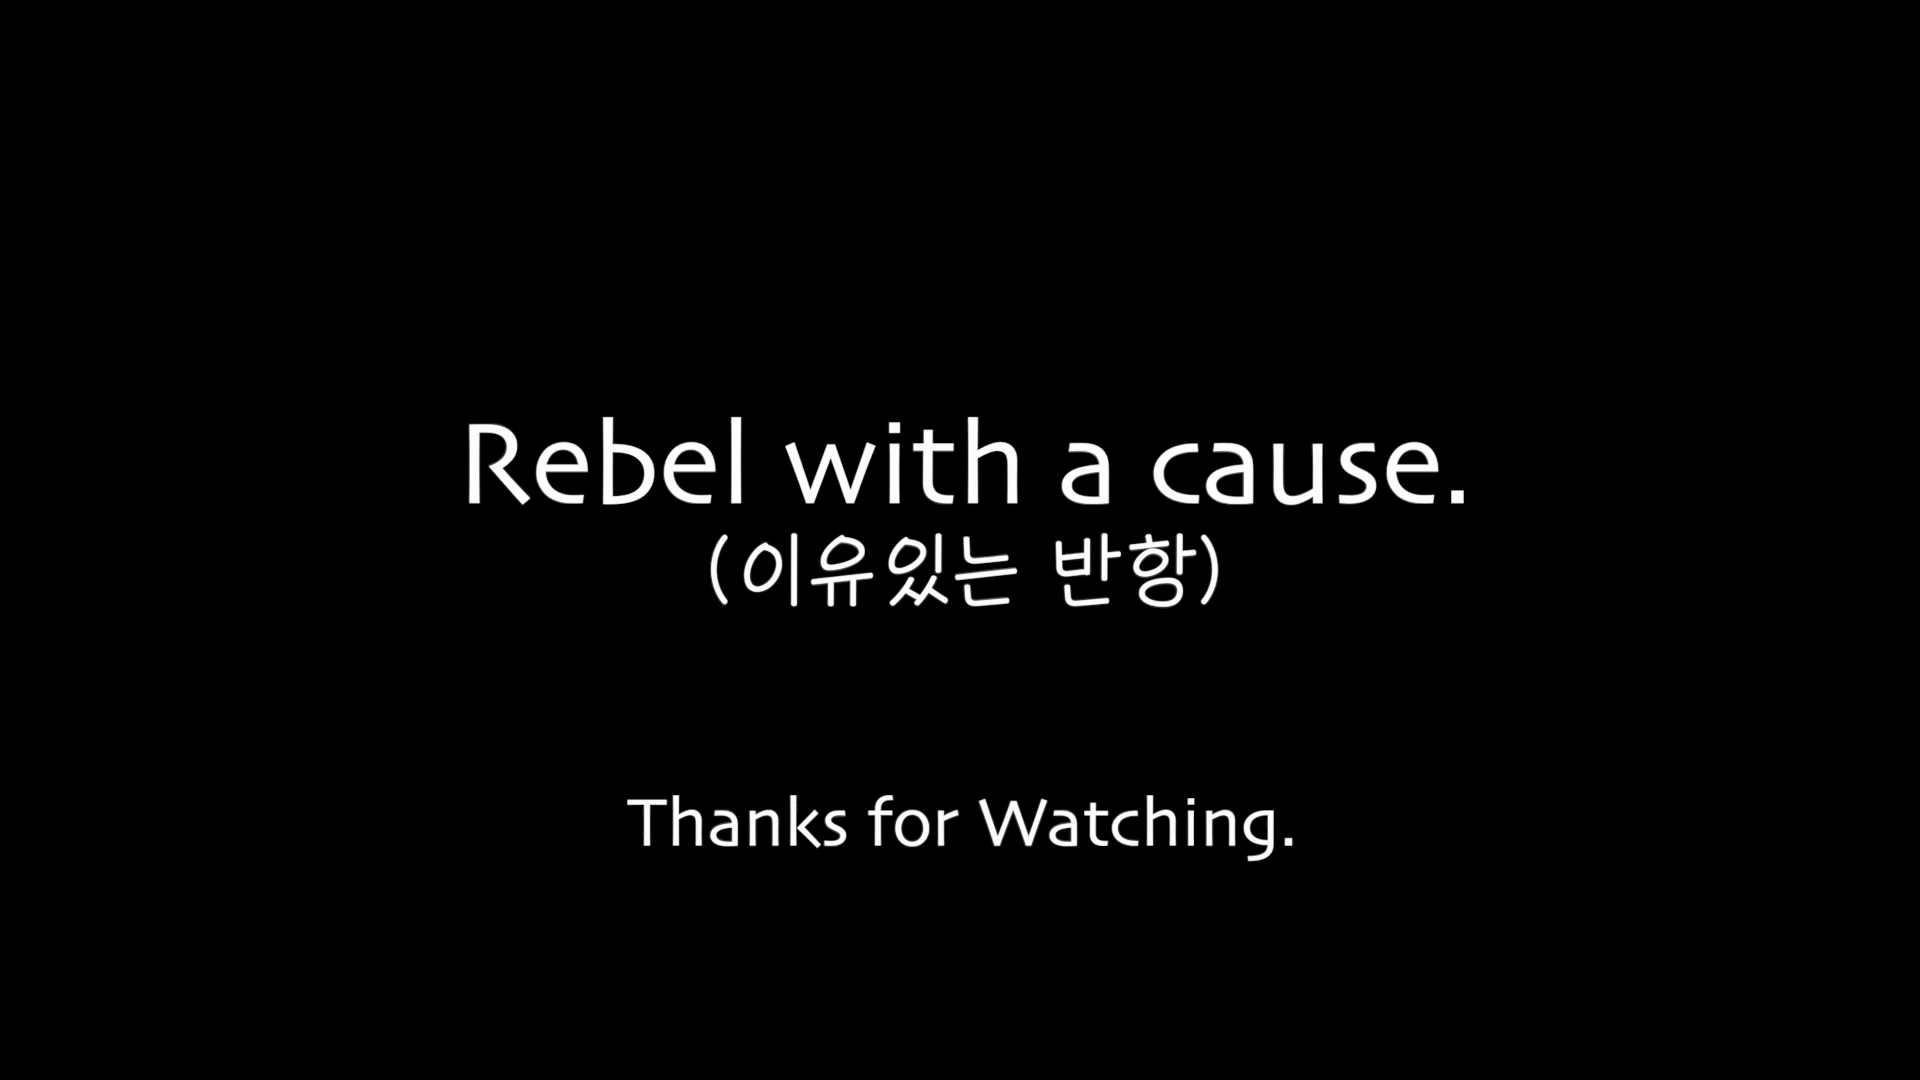 Rebel with a cause.
(이유있는 반항)
Thanks for Watching.